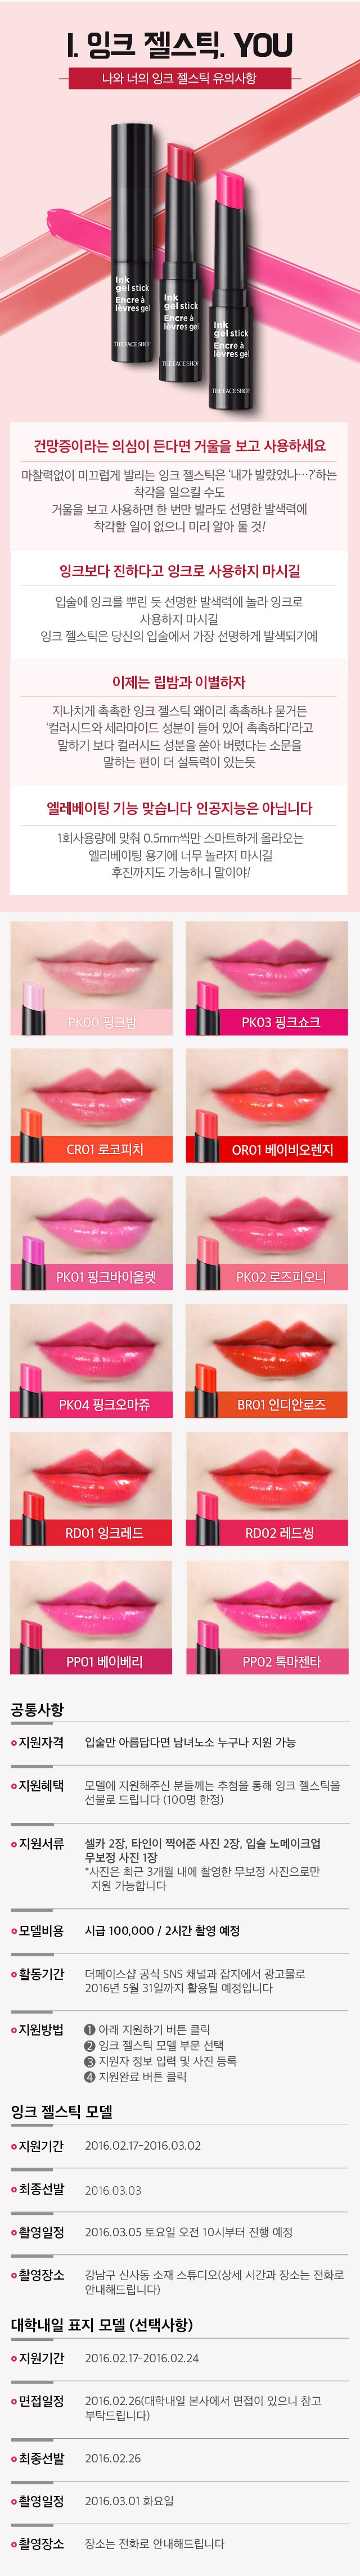 I. 잉크 젤스틱. YOU
나와 너의 잉크 젤스틱 유의사항
Ink
gel stick
Encre à
lèvres gel
THE FACE SHOP
Ink
gel stick
Encre à
lèvres gel
THE FACE SHOP
Ink
gel stick
Encre à
lèvres gel
THE FACE SHOP
건망증이라는 의심이 든다면 거울을 보고 사용하세요
마찰력없이 미끄럽게 발리는 잉크 젤스틱은 ‘내가 발랐었나…?’하는
착각을 일으킬 수도
거울을 보고 사용하면 한 번만 발라도 선명한 발색력에
착각할 일이 없으니 미리 알아 둘 것!
잉크보다 진하다고 잉크로 사용하지 마시길
입술에 잉크를 뿌린 듯 선명한 발색력에 놀라 잉크로
사용하지 마시길
잉크 젤스틱은 당신의 입술에서 가장 선명하게 발색되기에
이제는 립밤과 이별하자
지나치게 촉촉한 잉크 젤스틱 왜이리 촉촉하냐 묻거든
‘컬러시드와 세라마이드 성분이 들어 있어 촉촉하다’라고
말하기 보다 컬러시드 성분을 쏟아 버렸다는 소문을
말하는 편이 더 설득력이 있는듯
엘레베이팅 기능 맞습니다 인공지능은 아닙니다
1회사용량에 맞춰 0.5mm씩만 스마트하게 올라오는
엘리베이팅 용기에 너무 놀라지 마시길
후진까지도 가능하니 말이야!
PK00 핑크밤
PK03 핑크쇼크
CR01 로코피치
OR01 베이비오렌지
PK01 핑크바이올렛
PK02 로즈피오니
PK04 핑크오마쥬
BR01 인디안로즈
RD01 잉크레드
RD02 레드씽
PP01 베이베리
PP02 톡마젠타
공통사항
지원자격 입술만 아름답다면 남녀노소 누구나 지원 가능
지원혜택 모델에 지원해주신 분들께는 추첨을 통해 잉크 젤스틱을
선물로 드립니다 (100명 한정)
지원서류 셀카 2장, 타인이 찍어준 사진 2장, 입술 노메이크업
무보정 사진 1장
*사진은 최근 3개월 내에 촬영한 무보정 사진으로만
지원 가능합니다
모델비용 시급 100,000 / 2시간 촬영 예정
활동기간 더페이스샵 공식 SNS 채널과 잡지에서 광고물로
2016년 5월 31일까지 활용될 예정입니다
지원방법 ❶ 아래 지원하기 버튼 클릭
❷ 잉크 젤스틱 모델 부문 선택
❸ 지원자 정보 입력 및 사진 등록
❹ 지원완료 버튼 클릭
잉크 젤스틱 모델
지원기간 2016.02.17-2016.03.02
최종선발 2016.03.03
촬영일정 2016.03.05 토요일 오전 10시부터 진행 예정
촬영장소 강남구 신사동 소재 스튜디오(상세 시간과 장소는 전화로
안내해드립니다)
대학내일 표지 모델 (선택사항)
지원기간 2016.02.17-2016.02.24
면접일정 2016.02.26(대학내일 본사에서 면접이 있으니 참고
부탁드립니다)
최종선발 2016.02.26
촬영일정 2016.03.01 화요일
촬영장소 장소는 전화로 안내해드립니다